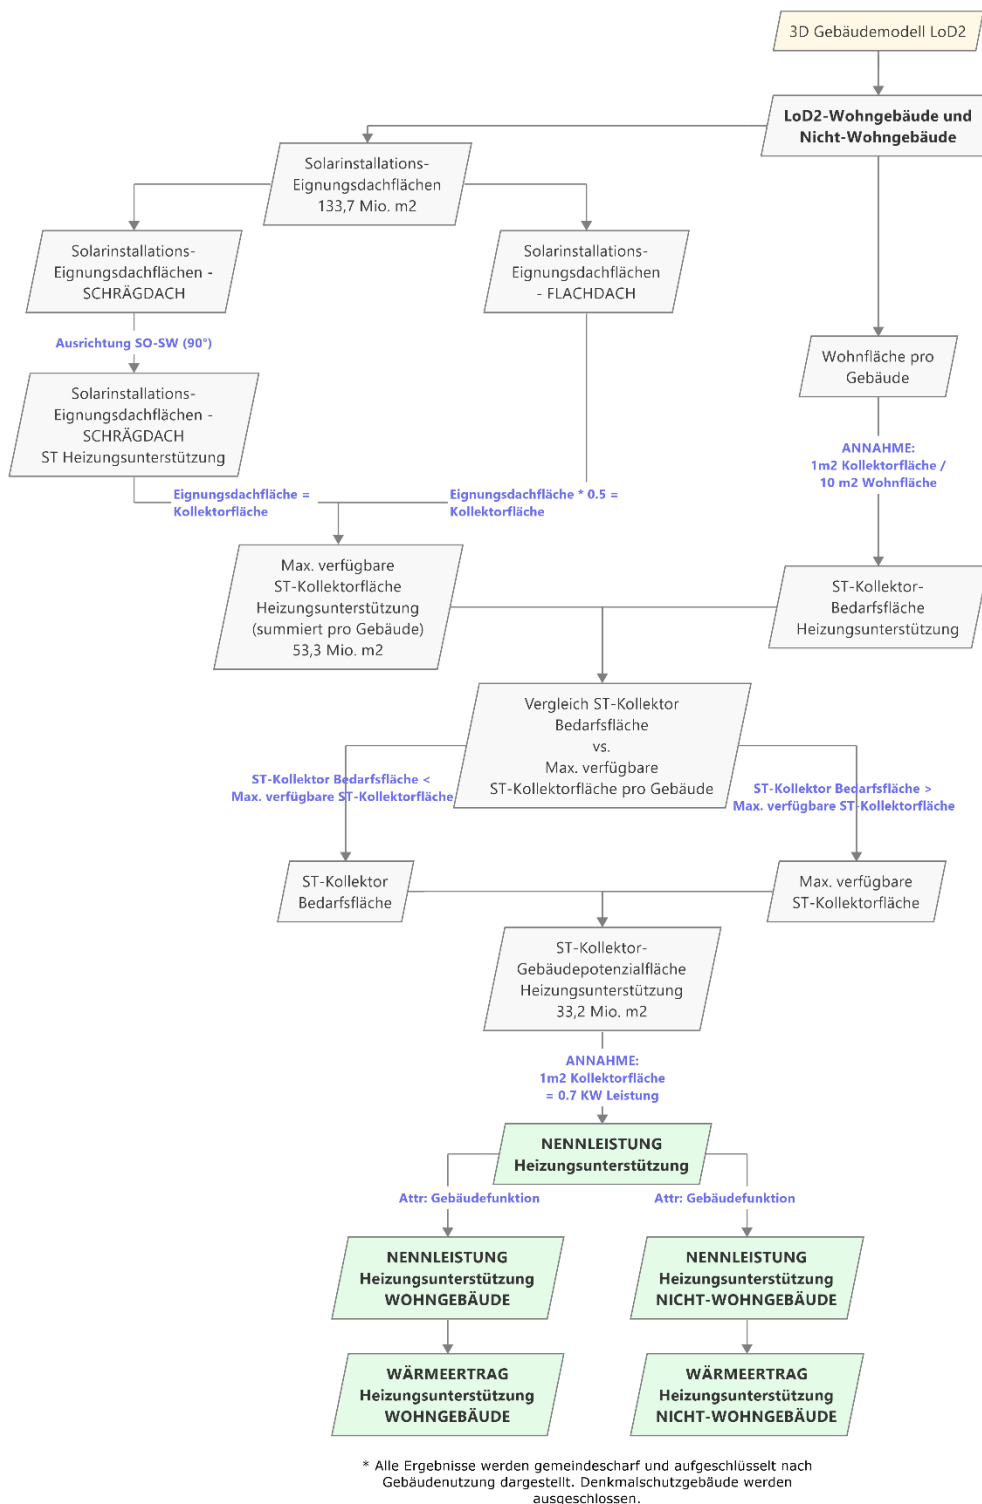 3D Gebäudemodell LoD2
LoD2-Wohngebäude und
Nicht-Wohngebäude
Solarinstallations-
Eignungsdachflächen
133,7 Mio. m2
Solarinstallations-
Eignungsdachflächen -
SCHRÄGDACH
Solarinstallations-
Eignungsdachflächen
- FLACHDACH
Ausrichtung SO-SW (90°)
Wohnfläche pro
Gebäude
Solarinstallations-
Eignungsdachflächen -
SCHRÄGDACH
ST Heizungsunterstützung
ANNAHME:
1m2 Kollektorfläche /
10 m2 Wohnfläche
Eignungsdachfläche =
Kollektorfläche
Eignungsdachfläche * 0.5 =
Kollektorfläche
Max. verfügbare
ST-Kollektorfläche
Heizungsunterstützung
(summiert pro Gebäude)
53,3 Mio. m2
ST-Kollektor-
Bedarfsfläche
Heizungsunterstützung
Vergleich ST-Kollektor
Bedarfsfläche
vs.
Max. verfügbare
ST-Kollektorfläche pro Gebäude
ST-Kollektor Bedarfsfläche <
Max. verfügbare ST-Kollektorfläche
ST-Kollektor Bedarfsfläche >
Max. verfügbare ST-Kollektorfläche
ST-Kollektor
Bedarfsfläche
Max. verfügbare
ST-Kollektorfläche
ST-Kollektor-
Gebäudepotenzialfläche
Heizungsunterstützung
33,2 Mio. m2
ANNAHME:
1m2 Kollektorfläche
= 0.7 KW Leistung
NENNLEISTUNG
Heizungsunterstützung
Attr: Gebäudefunktion
Attr: Gebäudefunktion
NENNLEISTUNG
Heizungsunterstützung
WOHNGEBÄUDE
NENNLEISTUNG
Heizungsunterstützung
NICHT-WOHNGEBÄUDE
WÄRMEERTRAG
Heizungsunterstützung
WOHNGEBÄUDE
WÄRMEERTRAG
Heizungsunterstützung
NICHT-WOHNGEBÄUDE
* Alle Ergebnisse werden gemeindescharf und aufgeschlüsselt nach
Gebäudenutzung dargestellt. Denkmalschutzgebäude werden
ausgeschlossen.